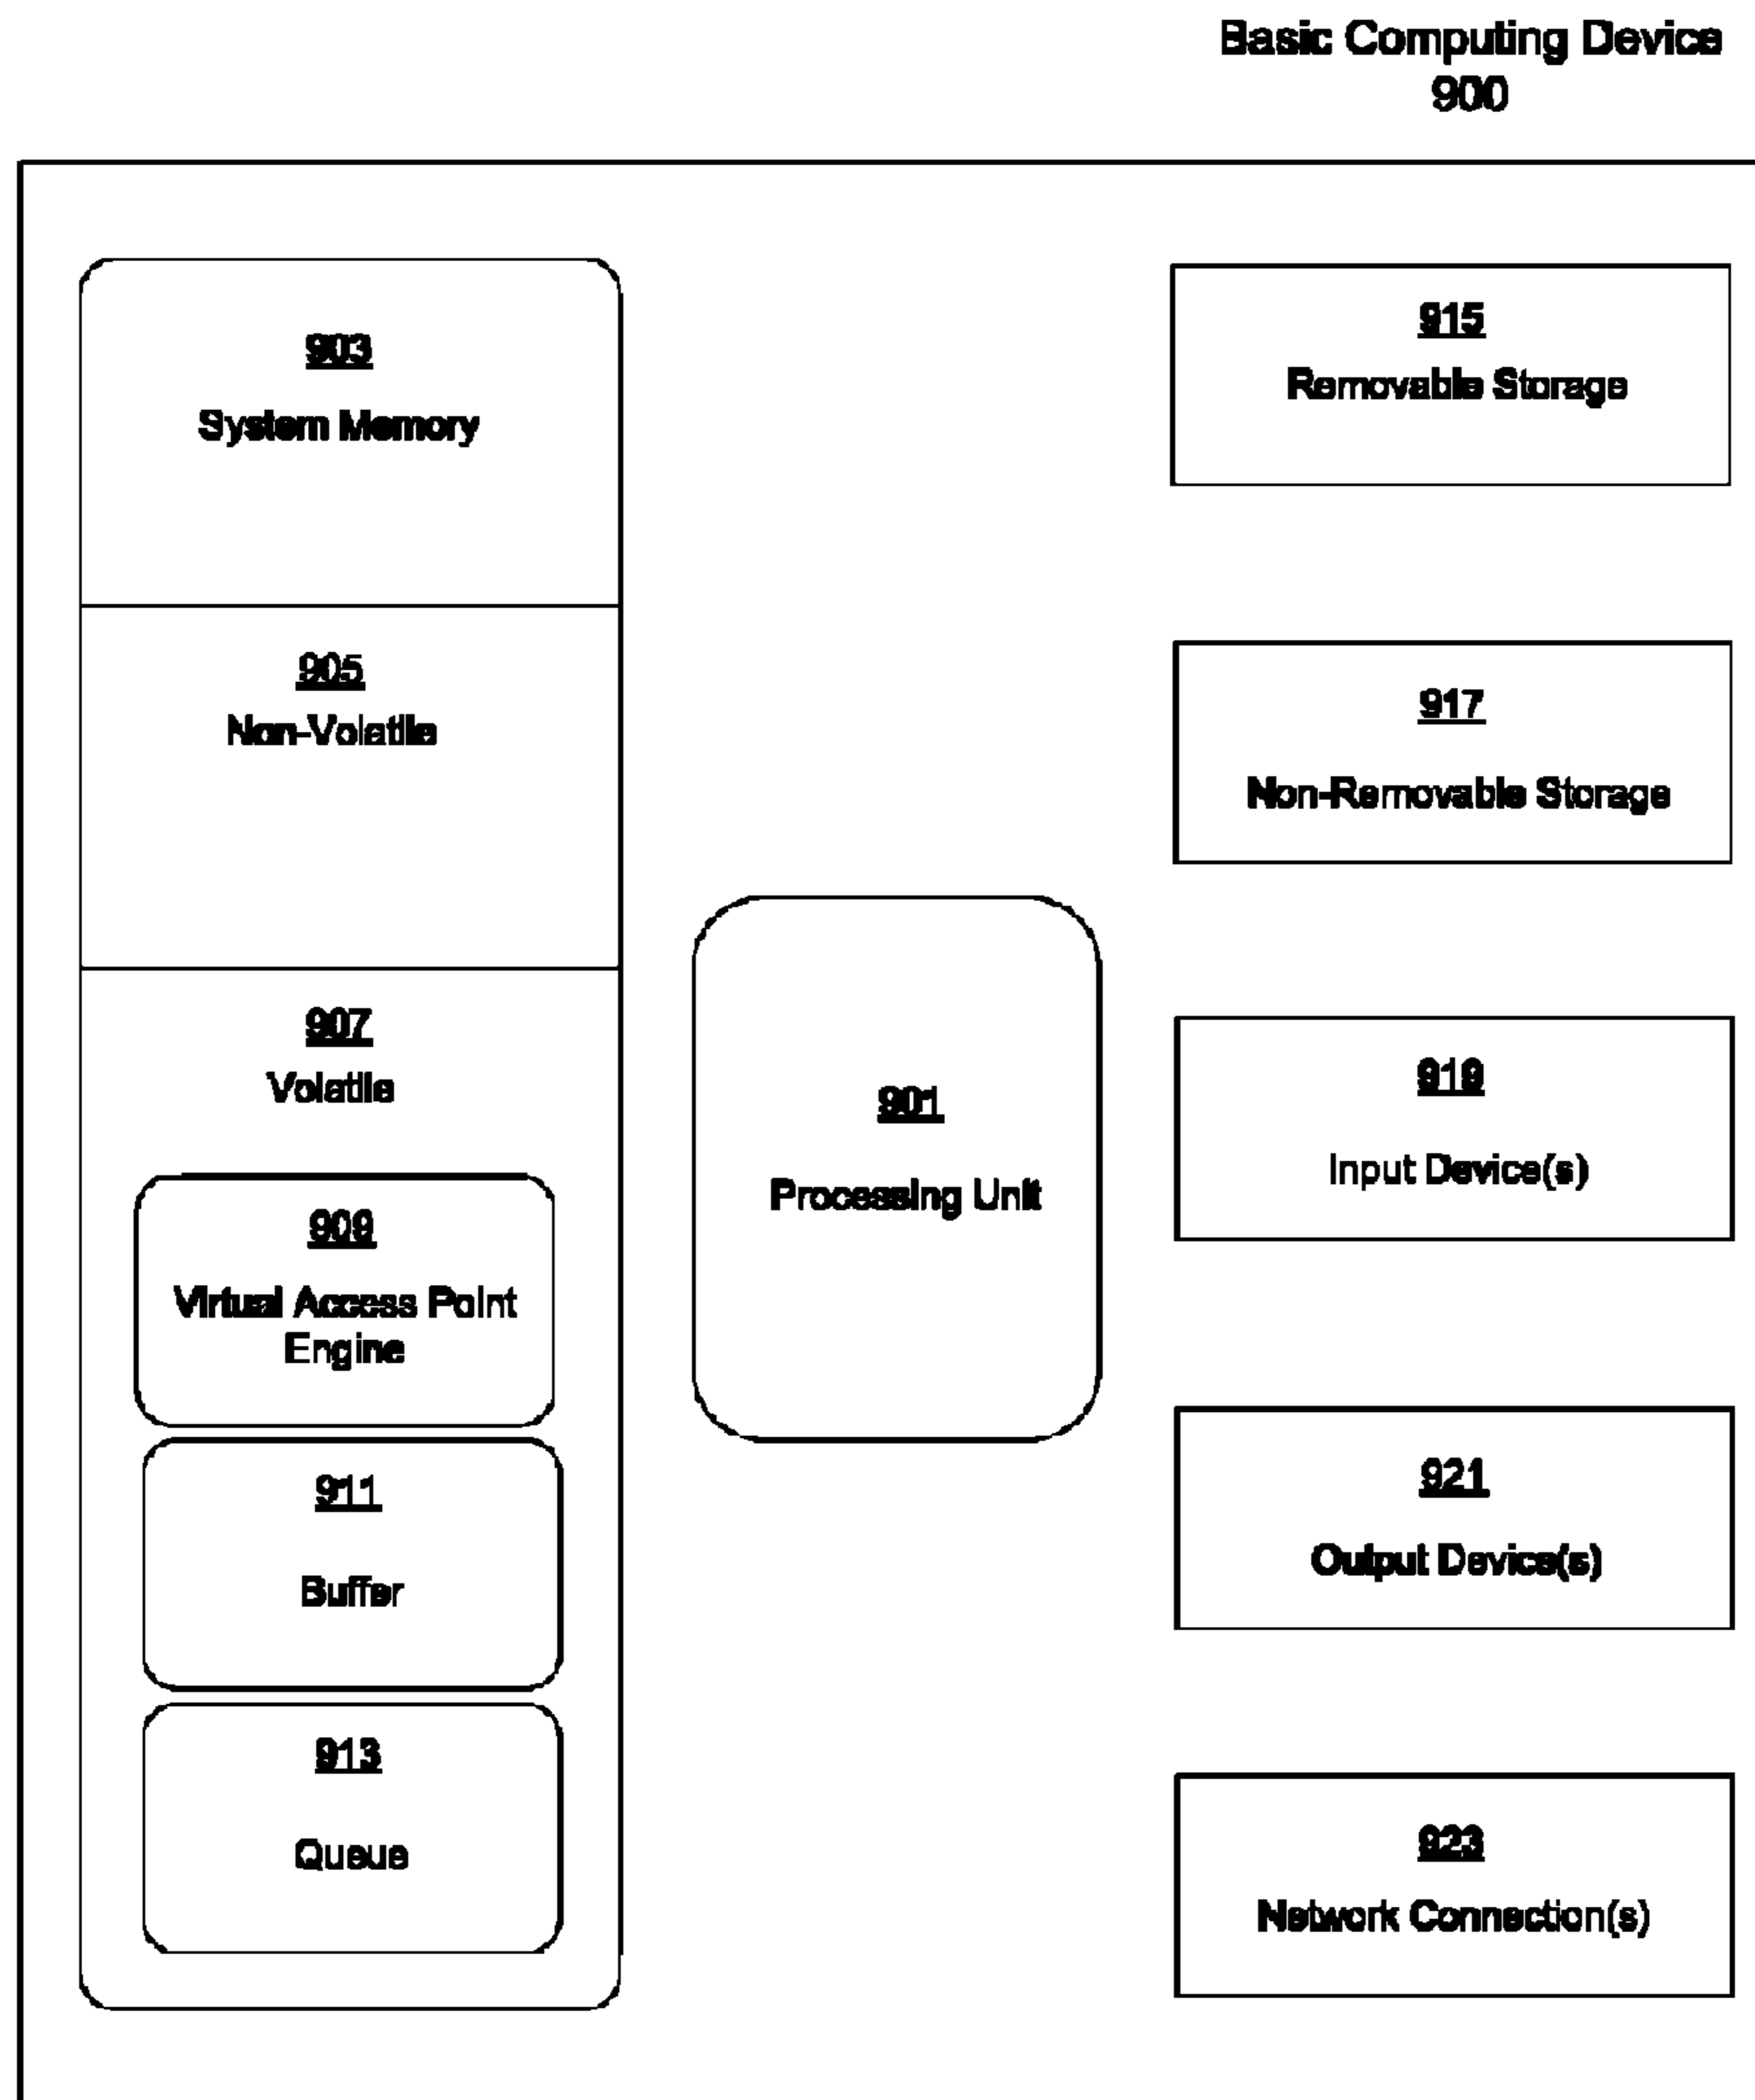 Basic Computing Device
900
903
System Memory
905
Non-Volatile
907
Volatile
909
Virtual Access Point
Engine
911
Buffer
913
Queue
901
Processing Unit
915
Removable Storage
917
Non-Removable Storage
919
Input Device(s)
921
Output Device(s)
923
Network Connection(s)